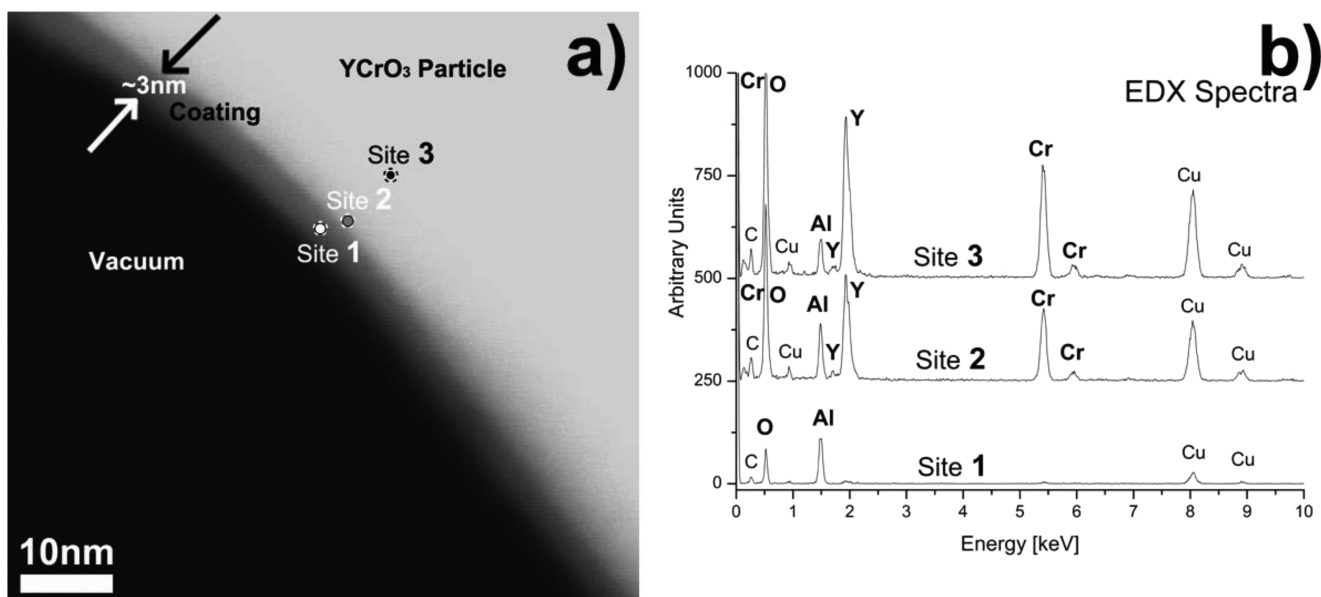 a)
YCrO₃ Particle
~3nm
Coating
Site 3
Site 2
Site 1
Vacuum
10nm
b)
EDX Spectra
Arbitrary Units
1000
750
500
250
0
Cr O
Y
Cr
Cu
C
Cu
Al
Y
Site 3
Cr
Cu
Cr O
Y
Cr
Cu
C
Cu
Al
Y
Site 2
Cr
Cu
O
Al
C
Site 1
Cu
Cu
0 1 2 3 4 5 6 7 8 9 10
Energy [keV]